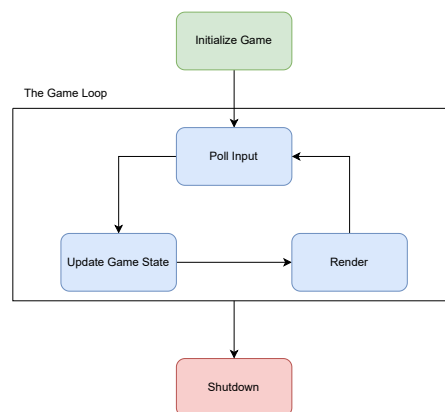 Initialize Game
The Game Loop
Poll Input
Update Game State
Render
Shutdown